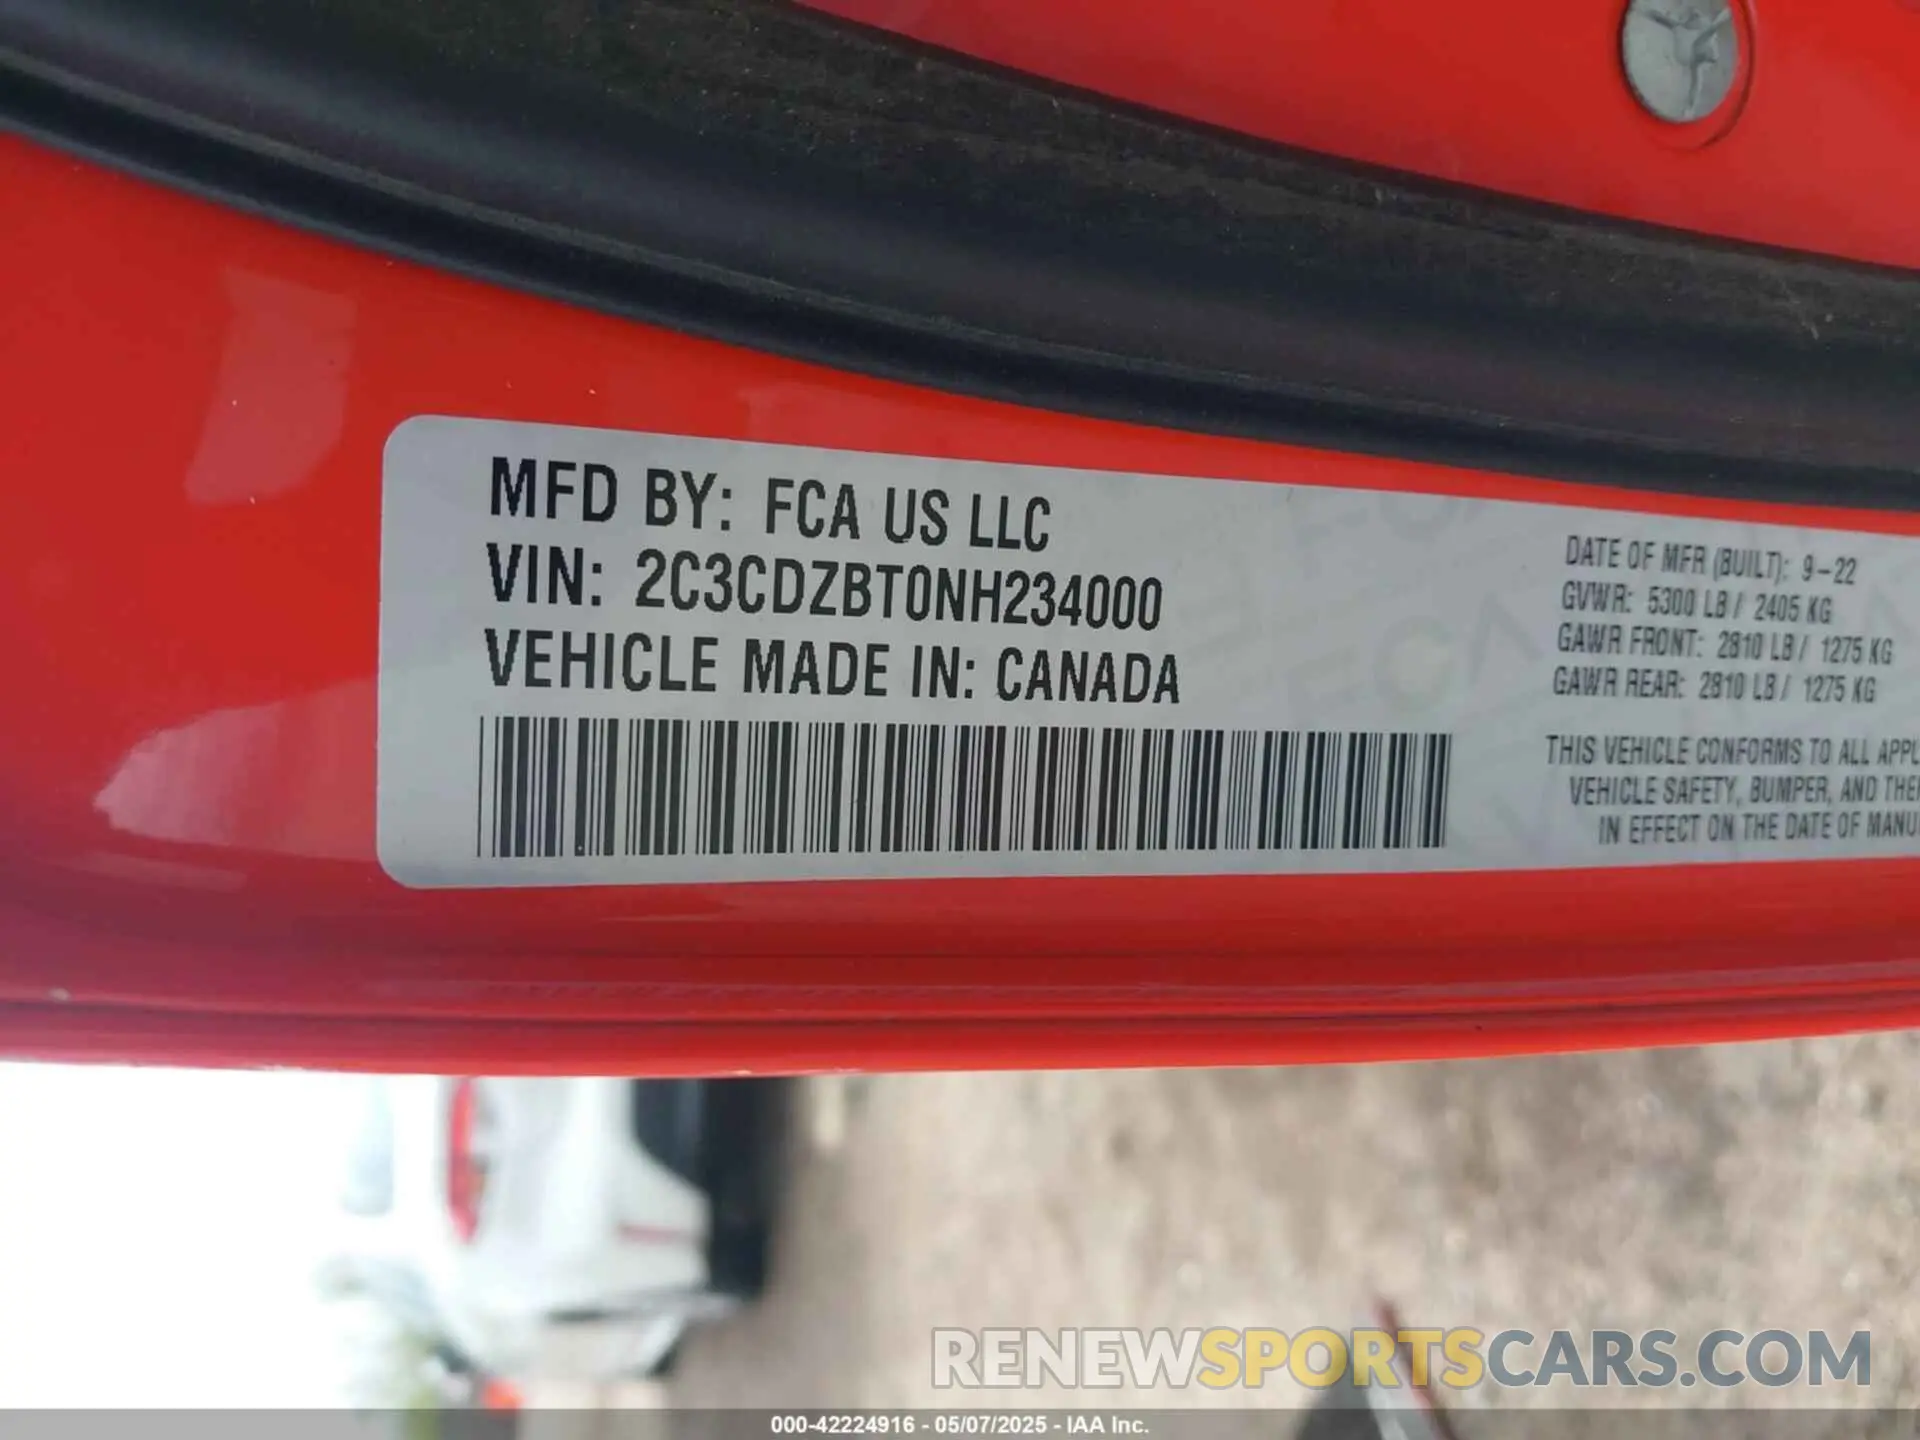 MFD BY: FCA US LLC
VIN: 2C3CDZBT0NH234000
VEHICLE MADE IN: CANADA
DATE OF MFR (BUILT): 9-22
GVWR: 5300 LB / 2405 KG
GAWR FRONT: 2810 LB / 1275 KG
GAWR REAR: 2810 LB / 1275 KG
THIS VEHICLE CONFORMS TO ALL APPL
VEHICLE SAFETY, BUMPER, AND THE
IN EFFECT ON THE DATE OF MANU
RENEWSPORTSCARS.COM
000-42224916 - 05/07/2025 - IAA Inc.